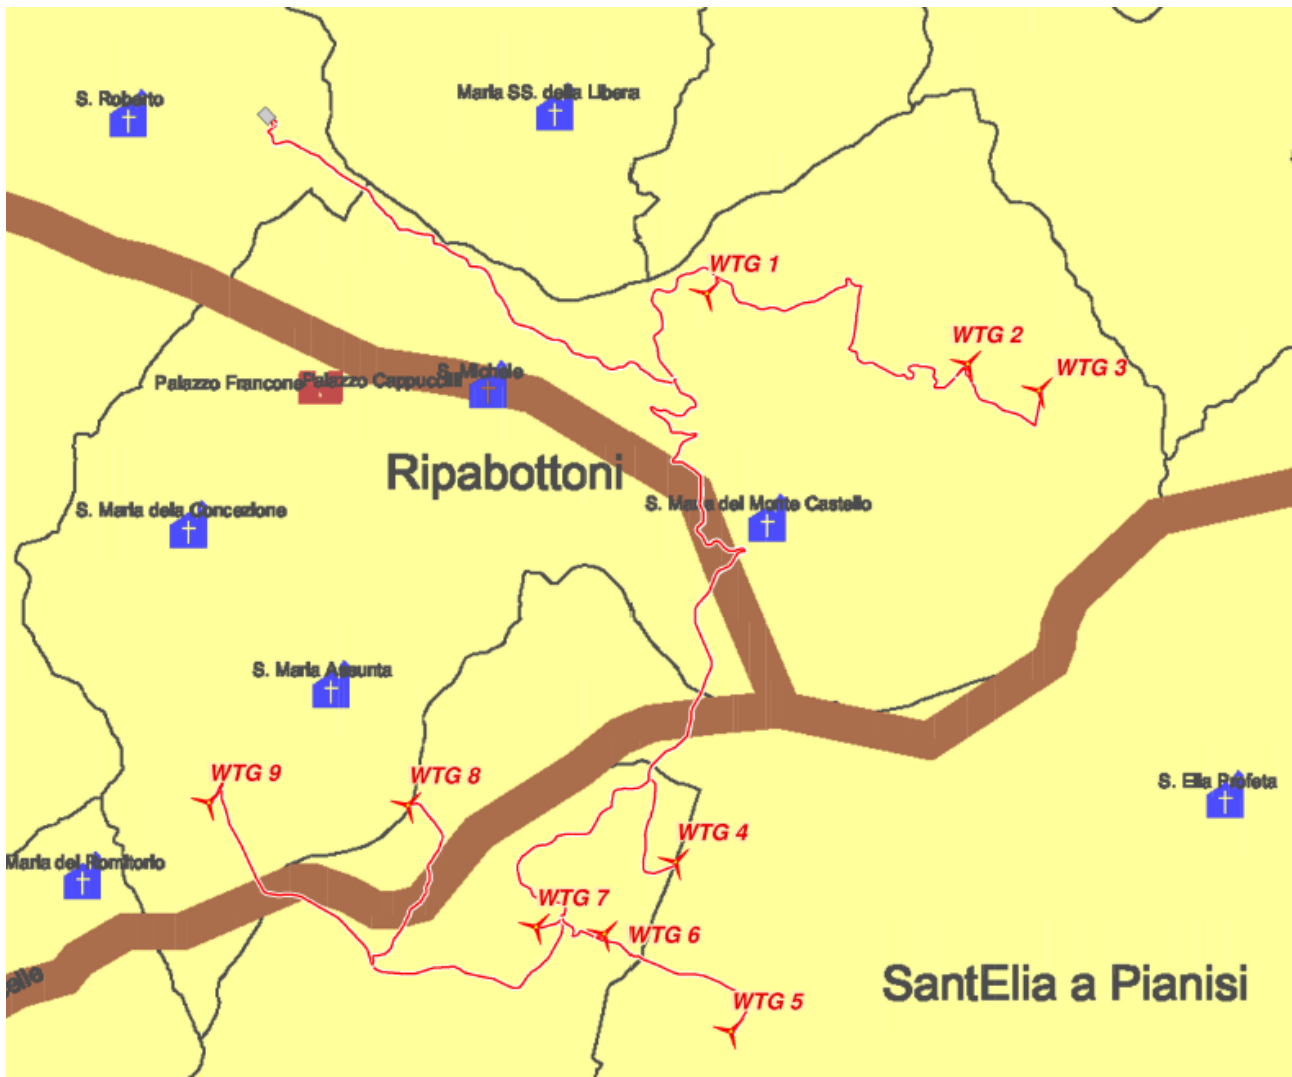 S. Roberto
Maria SS. della Libera
WTG 1
WTG 2
WTG 3
S. Michele
Palazzo Francone
Palazzo Cappuccini
Ripabottoni
S. Maria del Monte Castello
S. Maria dela Concezione
S. Maria Assunta
WTG 9
WTG 8
S. Elia Profeta
WTG 4
Maria del Romitorio
WTG 7
WTG 6
SantElia a Pianisi
WTG 5